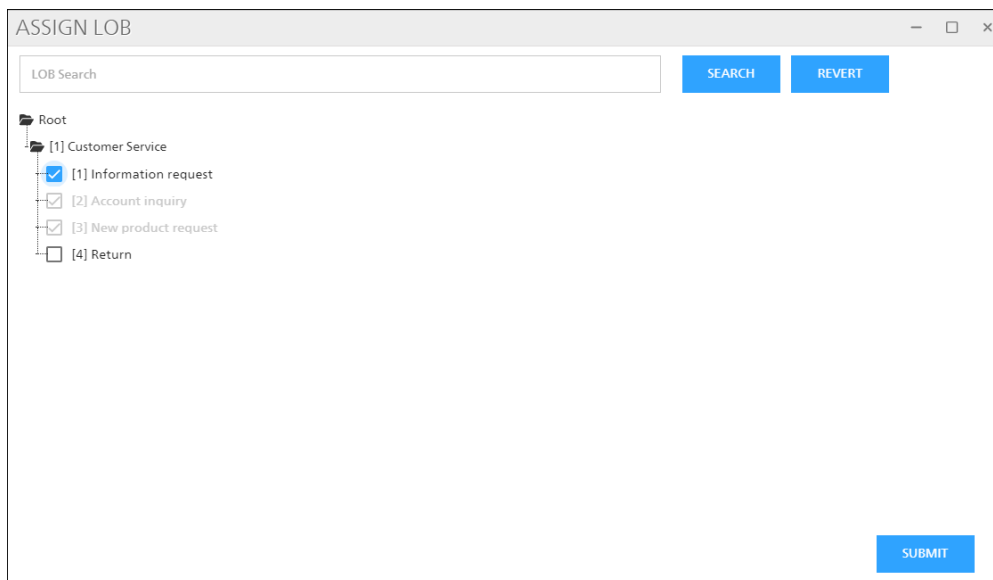 ASSIGN LOB
LOB Search
SEARCH
REVERT
Root
[1] Customer Service
[1] Information request
[2] Account inquiry
[3] New product request
[4] Return
SUBMIT